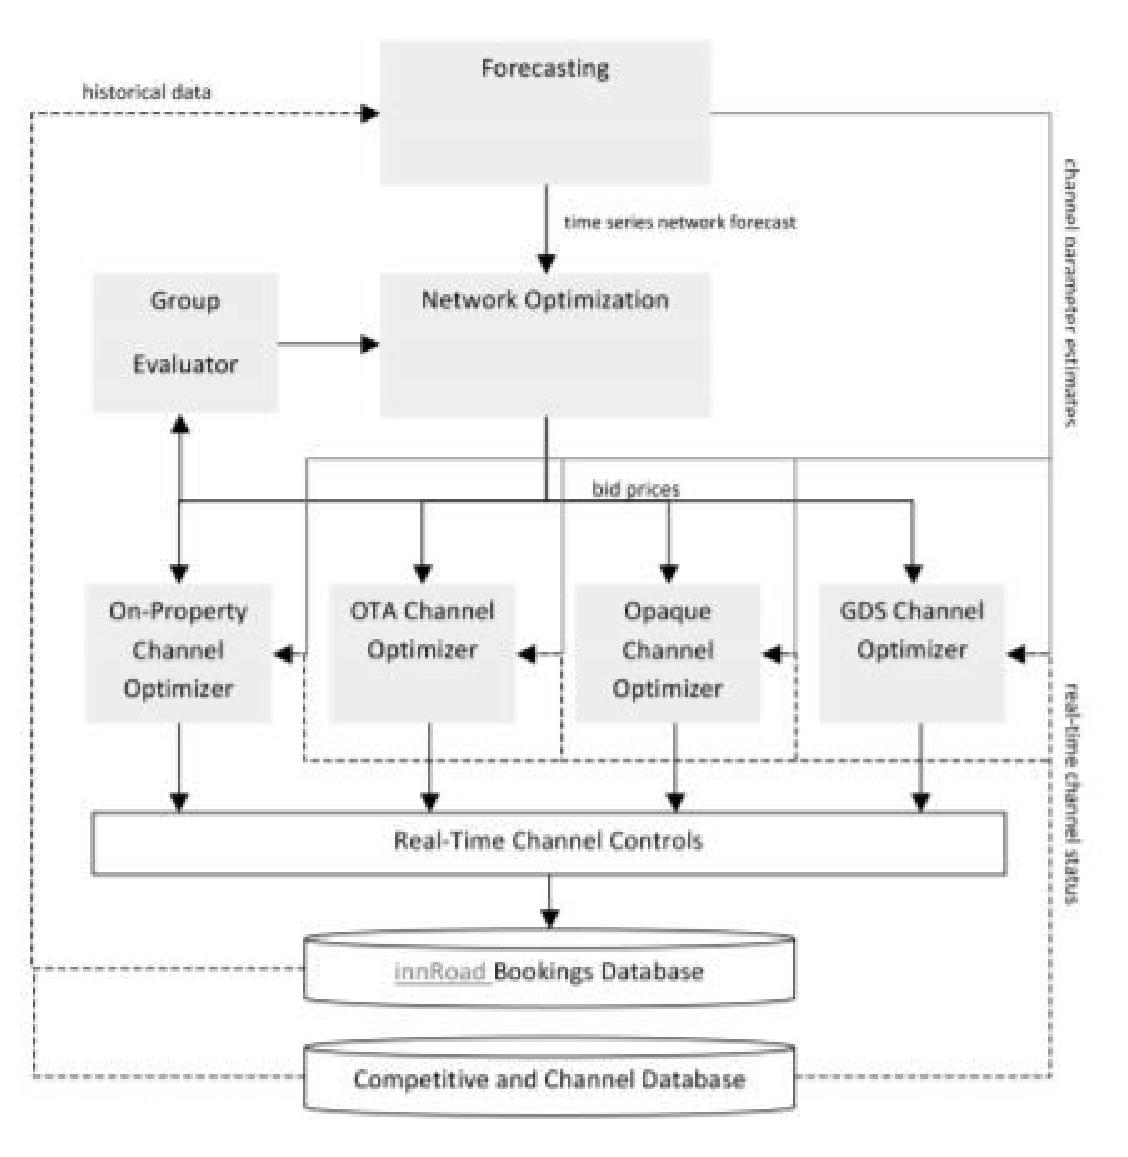 Forecasting
historical data
channel parameter estimates
time series network forecast
Group
Evaluator
Network Optimization
bid prices
On-Property
Channel
Optimizer
OTA Channel
Optimizer
Opaque
Channel
Optimizer
GDS Channel
Optimizer
real-time channel status
Real-Time Channel Controls
innRoad Bookings Database
Competitive and Channel Database